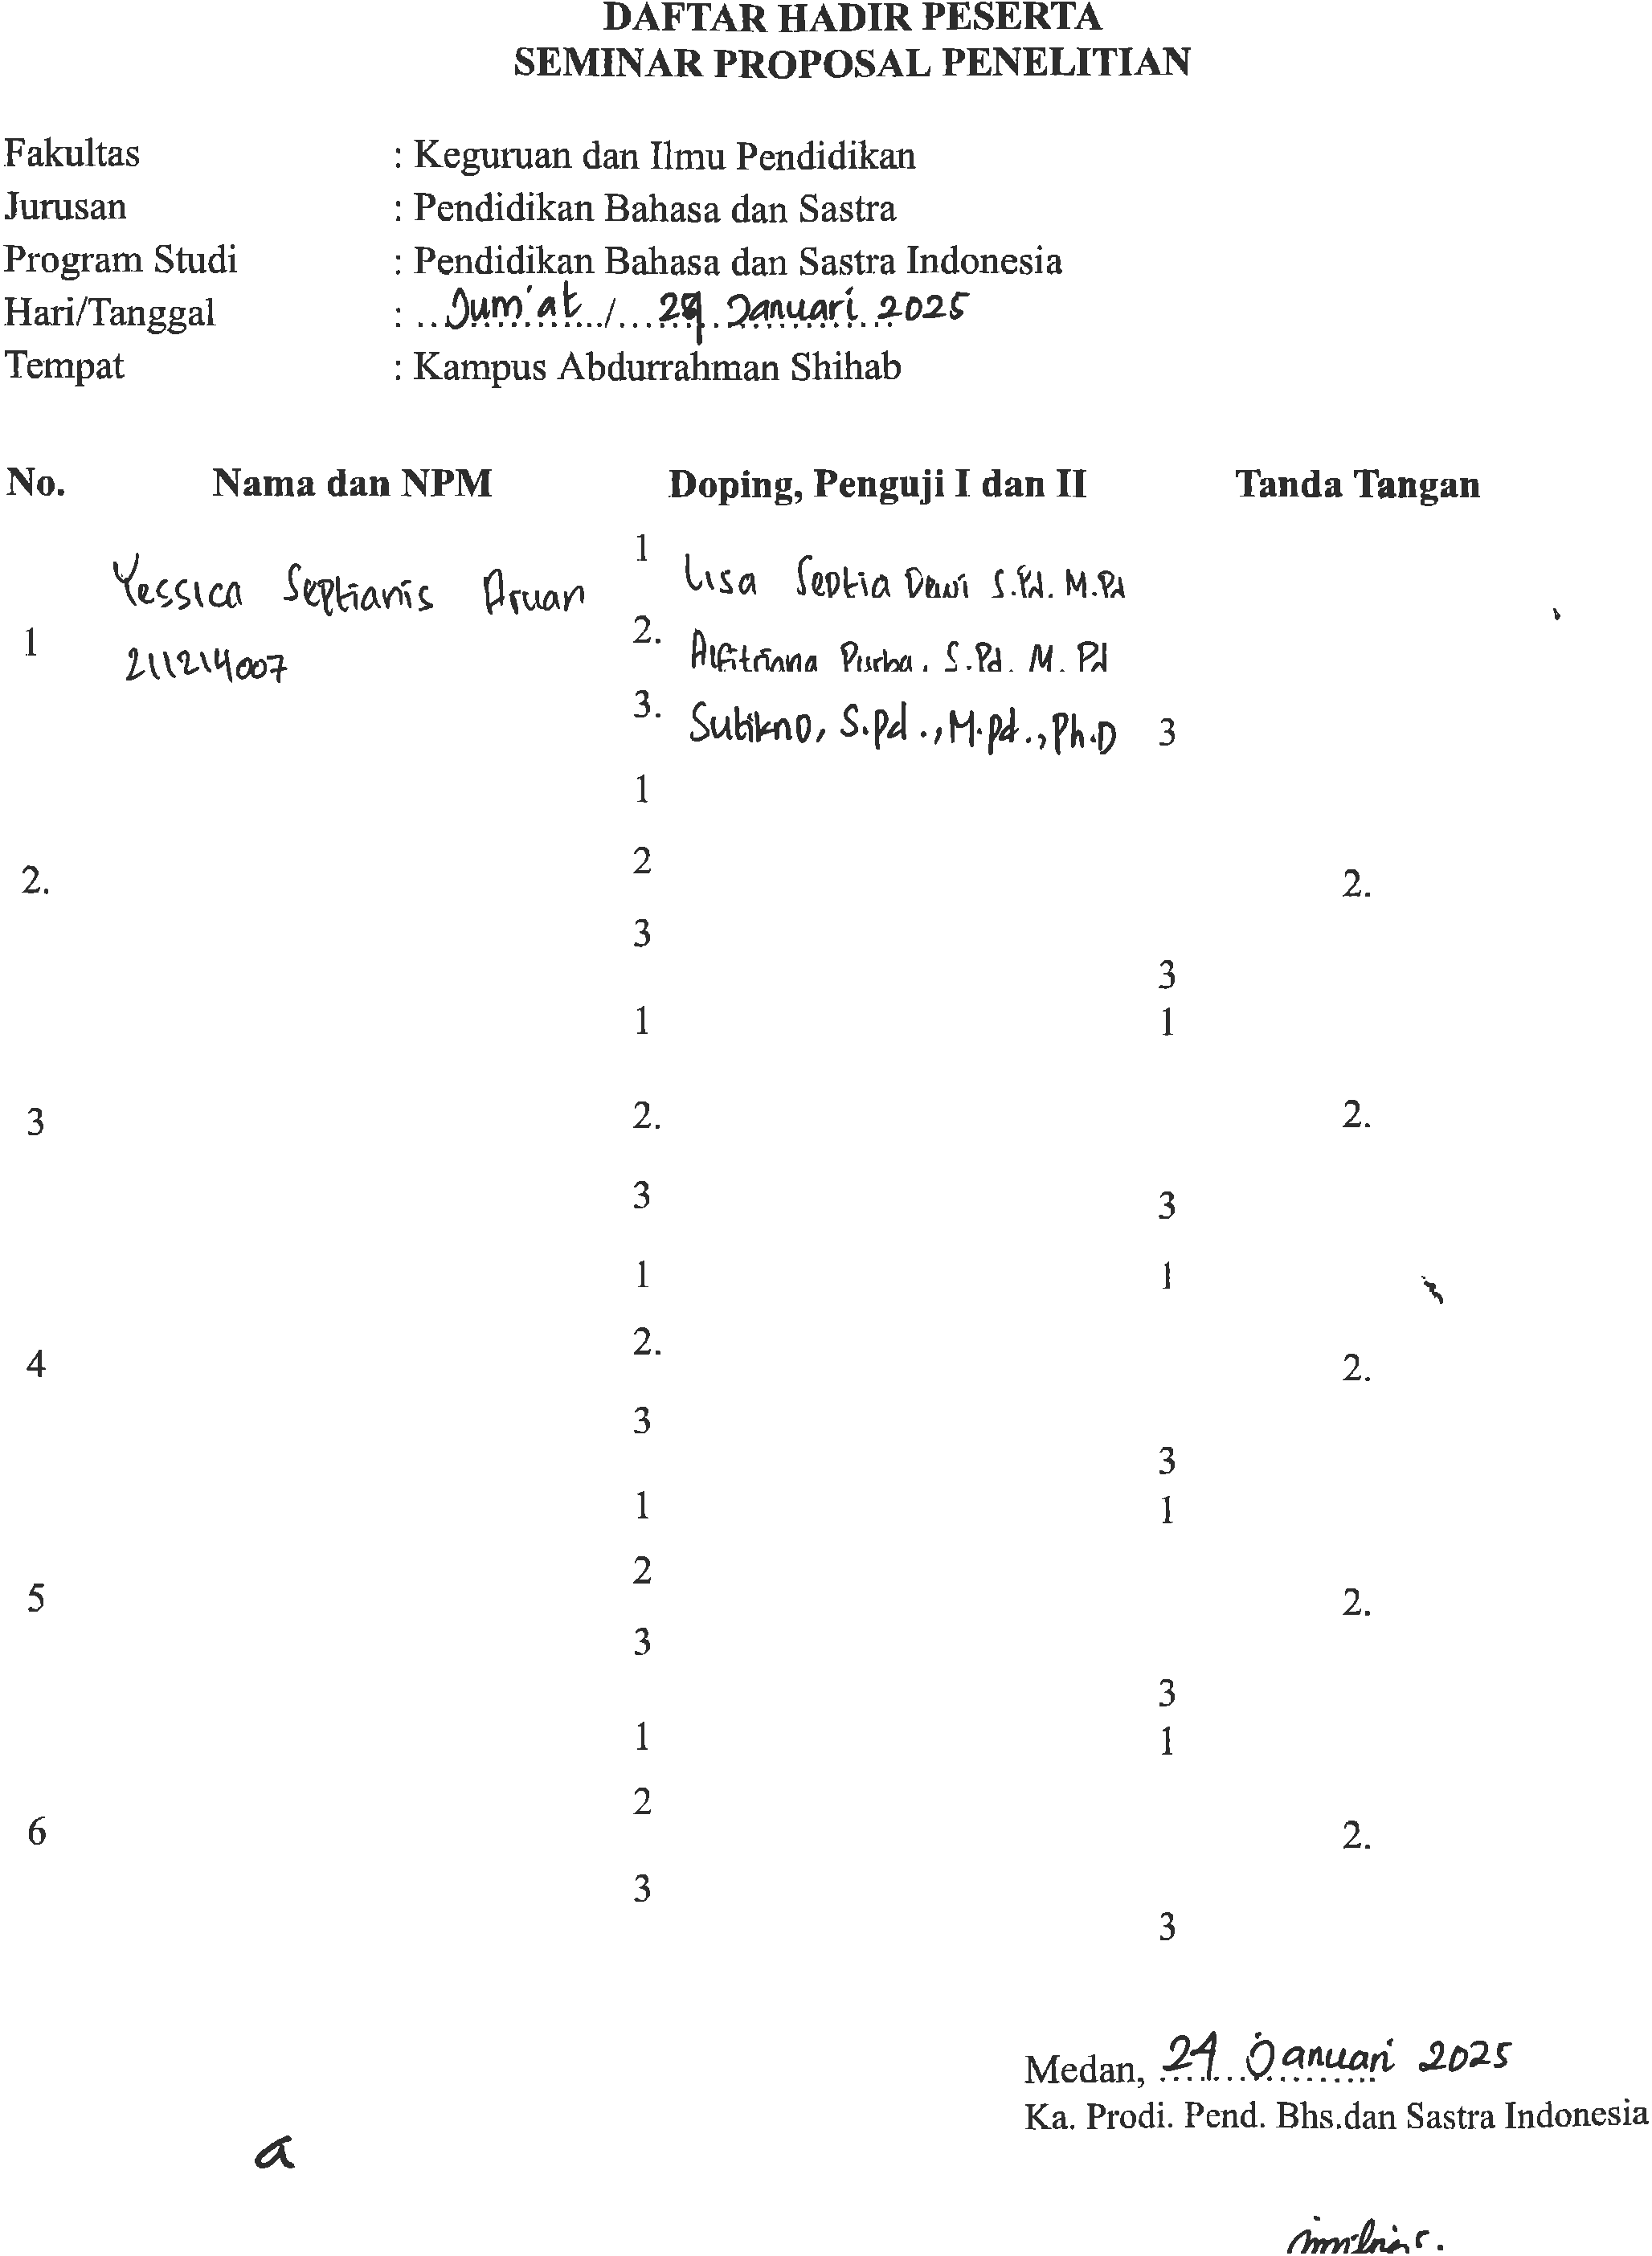 DAFTAR HADIR PESERTA
SEMINAR PROPOSAL PENELITIAN
Fakultas : Keguruan dan Ilmu Pendidikan
Jurusan : Pendidikan Bahasa dan Sastra
Program Studi : Pendidikan Bahasa dan Sastra Indonesia
Hari/Tanggal : Jum'at / 24 Januari 2025
Tempat : Kampus Abdurrahman Shihab
No. Nama dan NPM Doping, Penguji I dan II Tanda Tangan
1 Lisa Septia Dewi S.Pd. M.Pd
Yessica Septianis Aruan
1 2. Alfitriana Purba. S.Pd. M. Pd
211214007
3. Sutikno, S.Pd., M.Pd., Ph.D 3
1
2
2. 2.
3
3
1 1
3 2. 2.
3 3
1 1
2.
4 2.
3
3
1 1
2
5 2.
3
3
1 1
2
6 2.
3
3
Medan, 24 Januari 2025
Ka. Prodi. Pend. Bhs.dan Sastra Indonesia
a